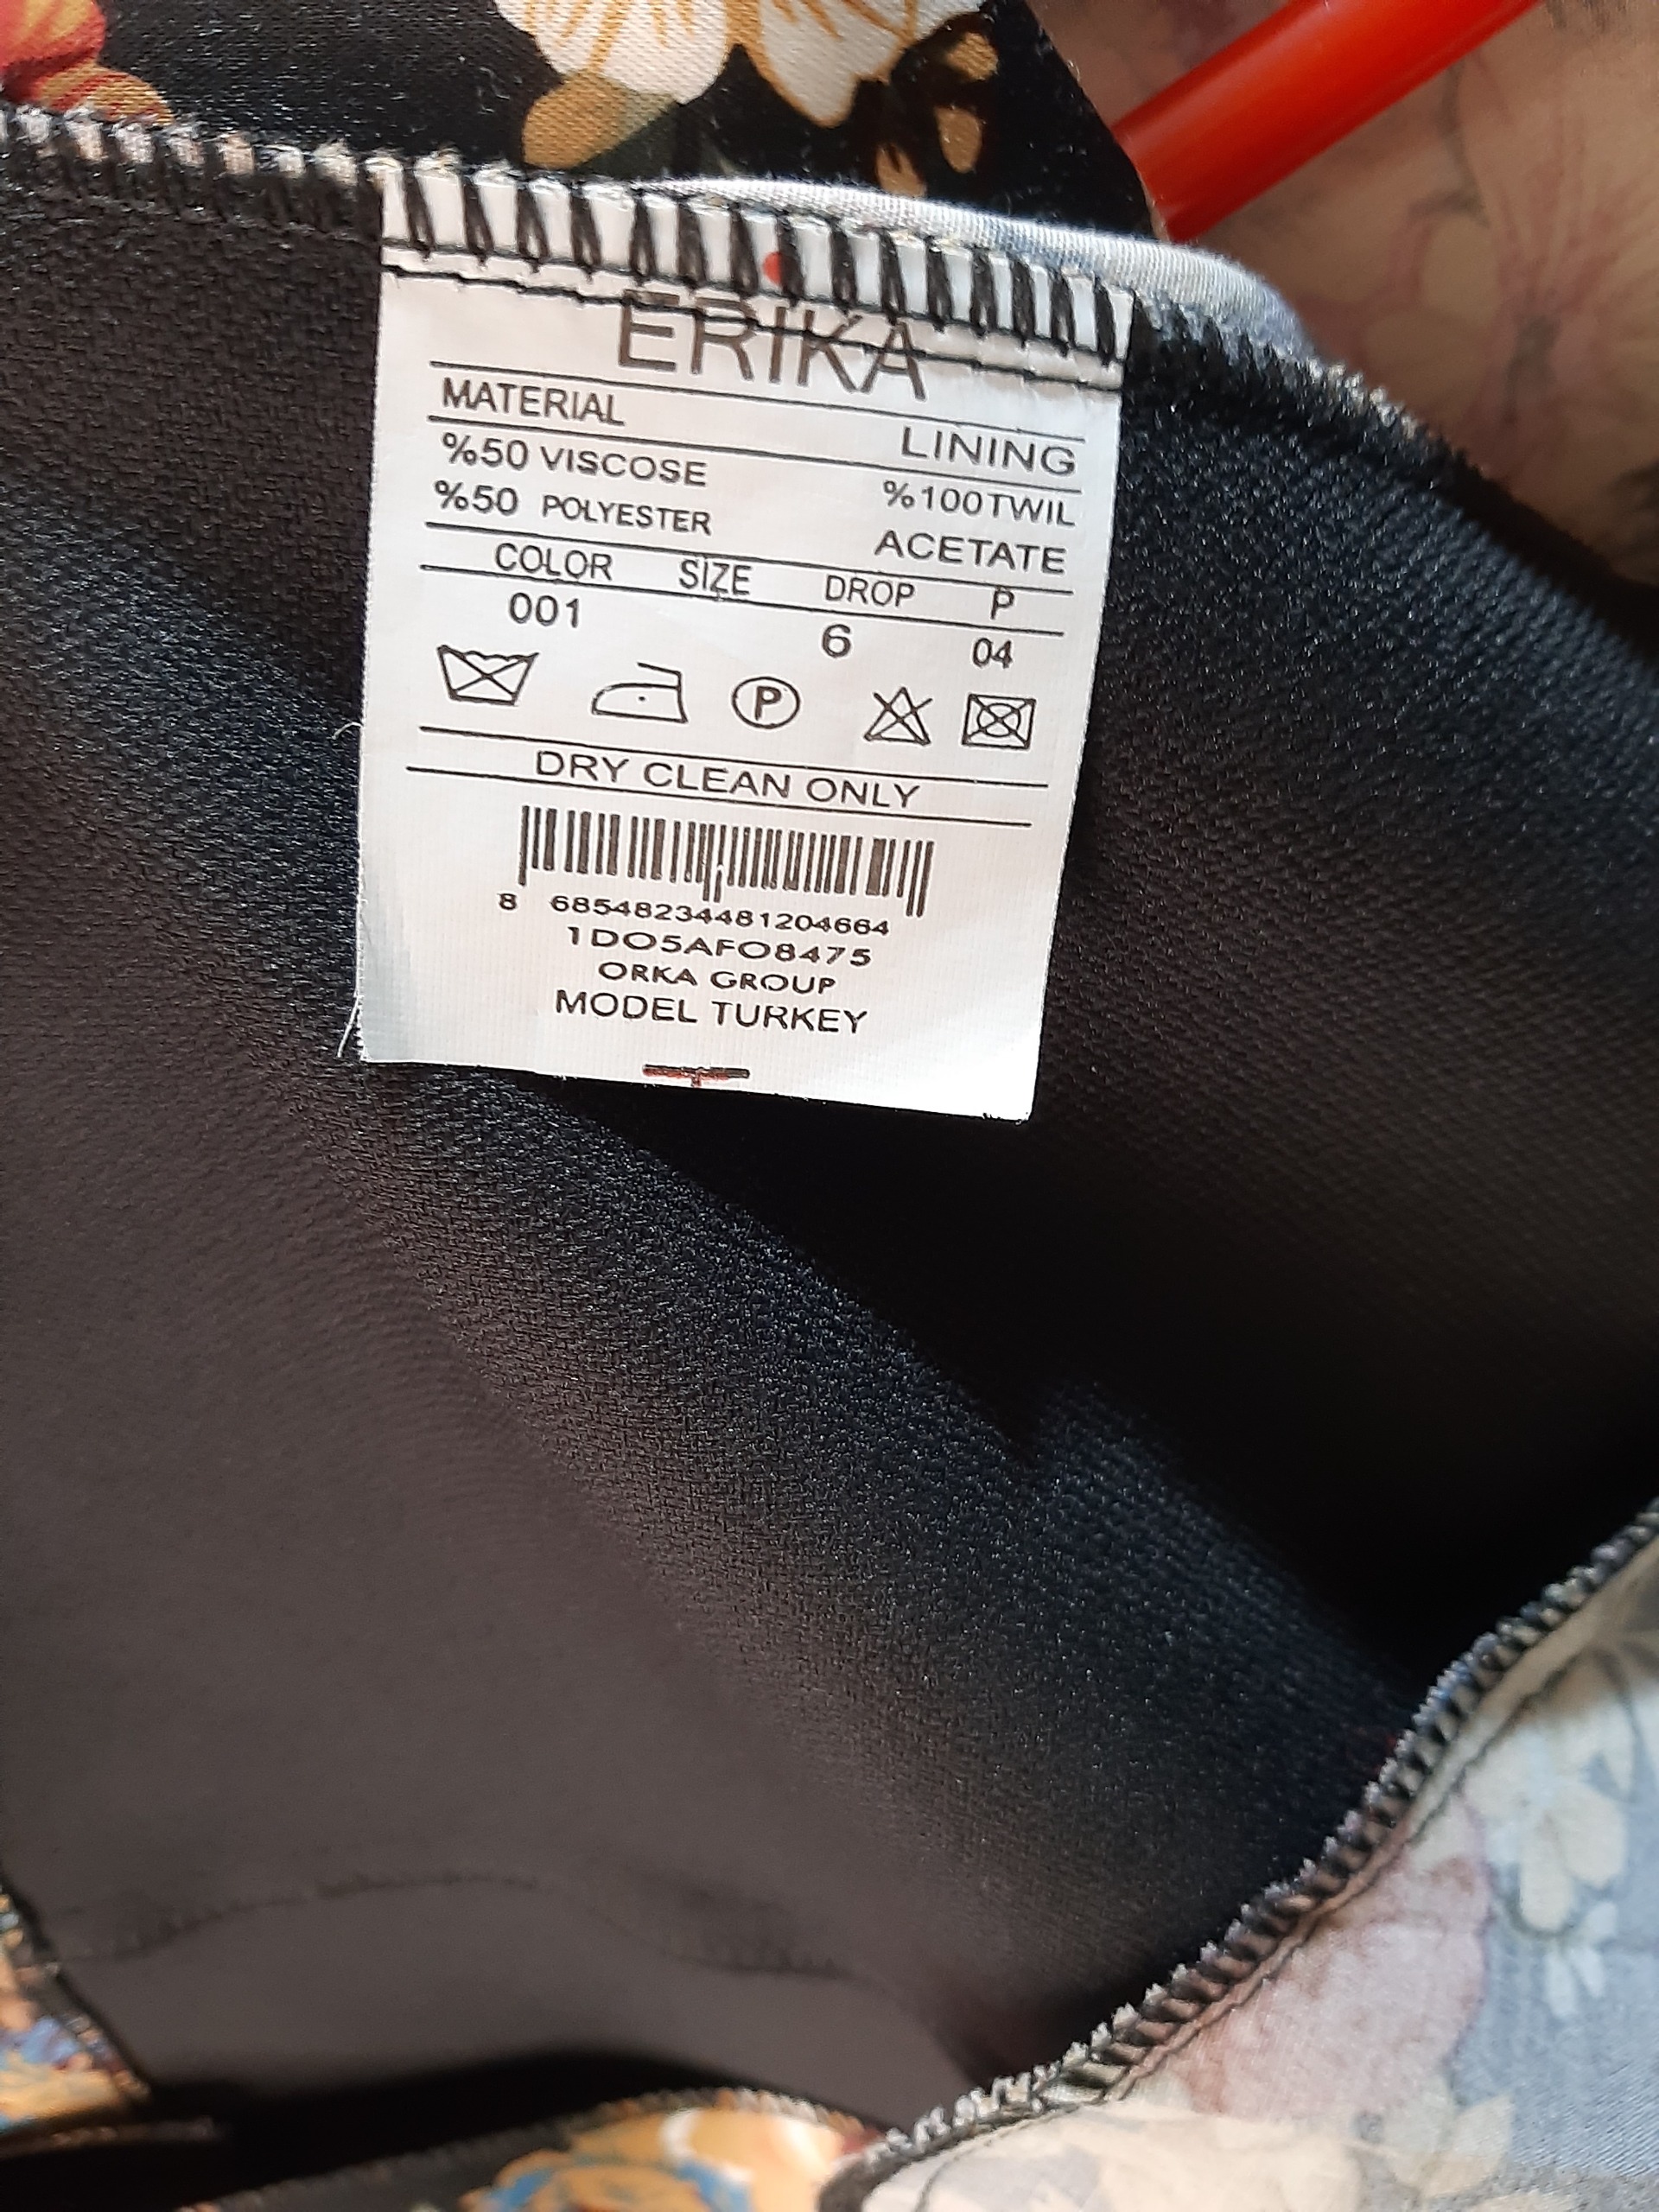 ERIKA
MATERIAL LINING
%50 VISCOSE %100TWIL
%50 POLYESTER ACETATE
COLOR SIZE DROP P
001 6 04
P
DRY CLEAN ONLY
8 68548234481204664
1DO5AFO8475
ORKA GROUP
MODEL TURKEY